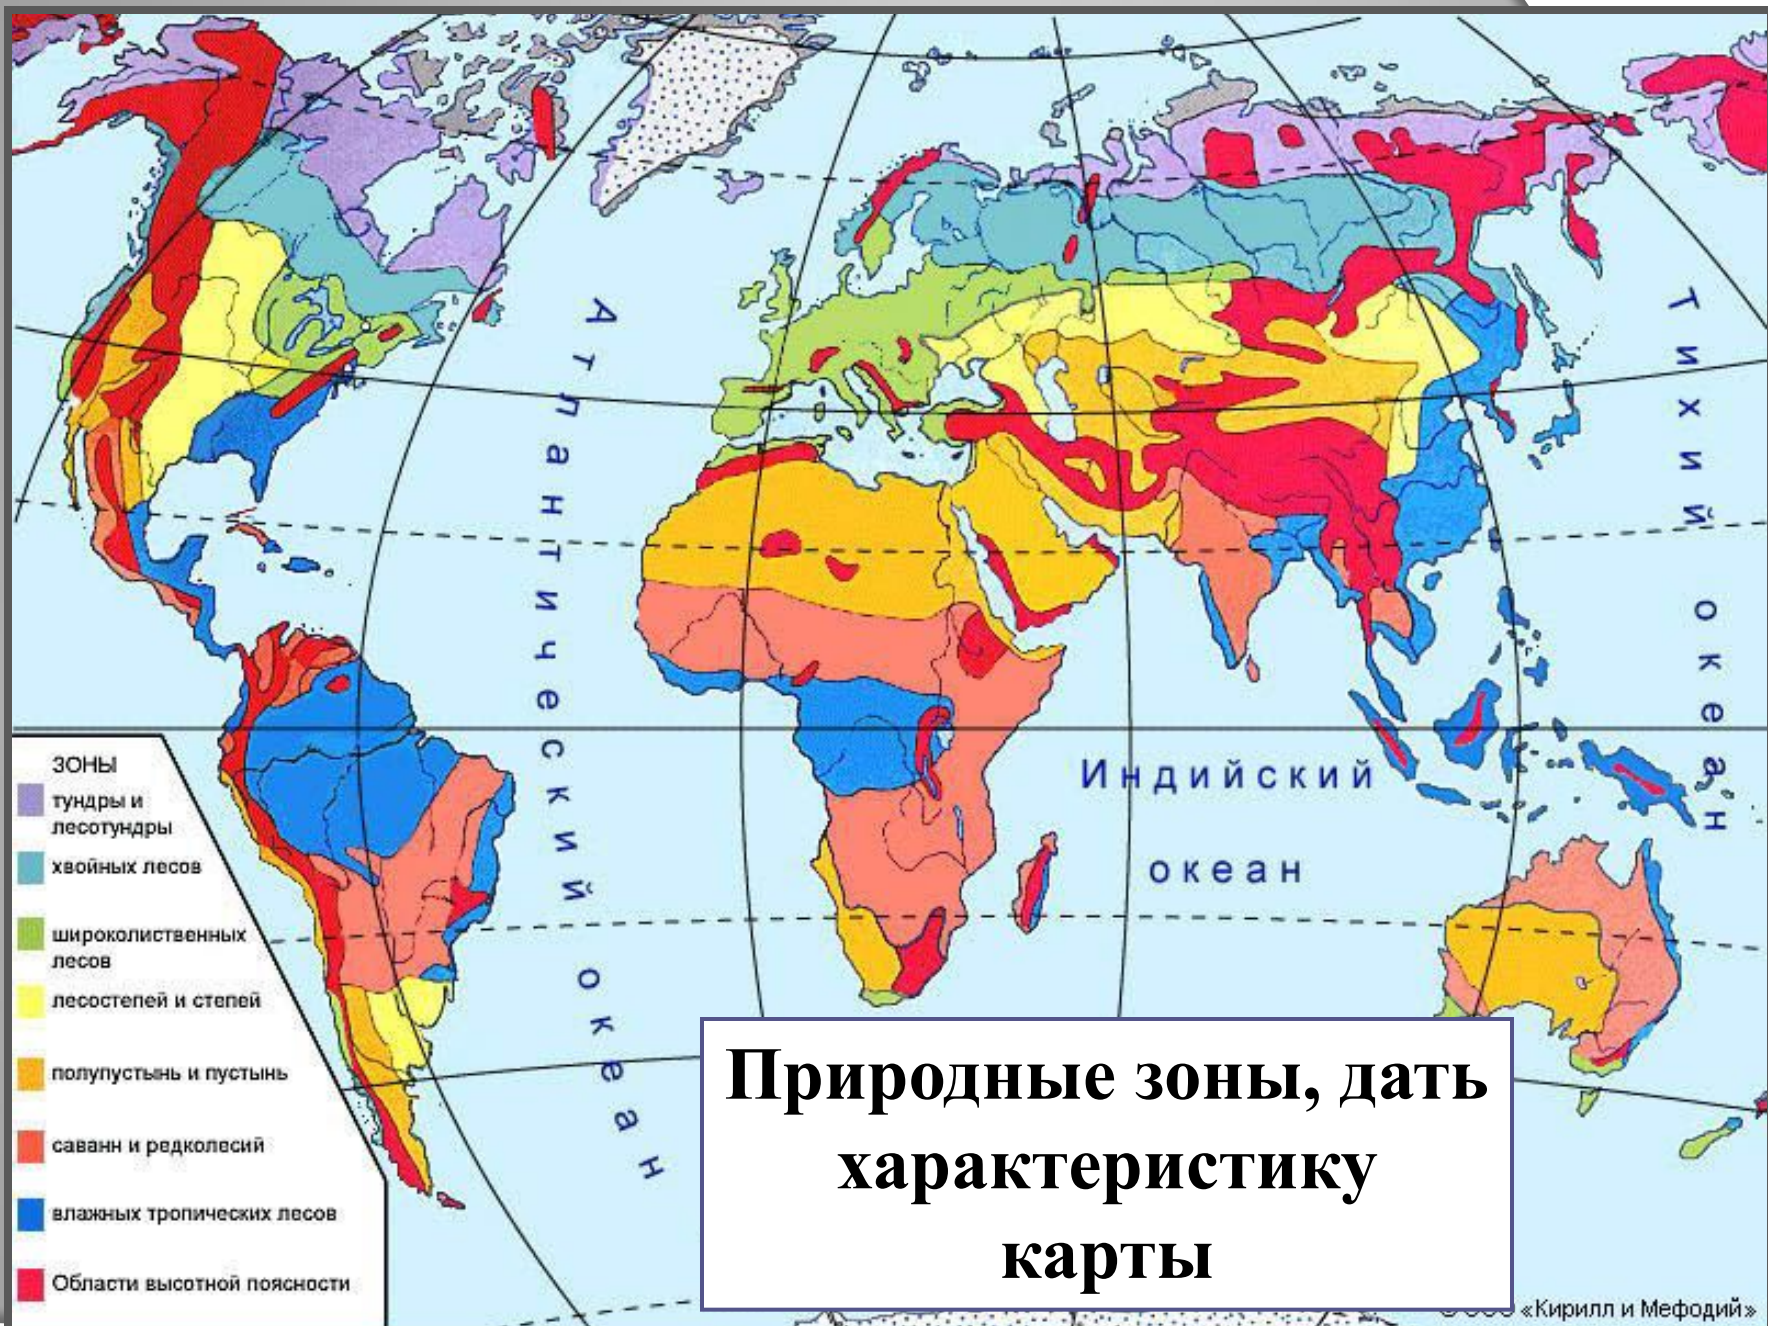 Атлантический океан
Тихий океан
Индийский
океан
ЗОНЫ
тундры и
лесотундры
хвойных лесов
широколиственных
лесов
лесостепей и степей
полупустынь и пустынь
саванн и редколесий
влажных тропических лесов
Области высотной поясности
Природные зоны, дать
характеристику
карты
«Кирилл и Мефодий»